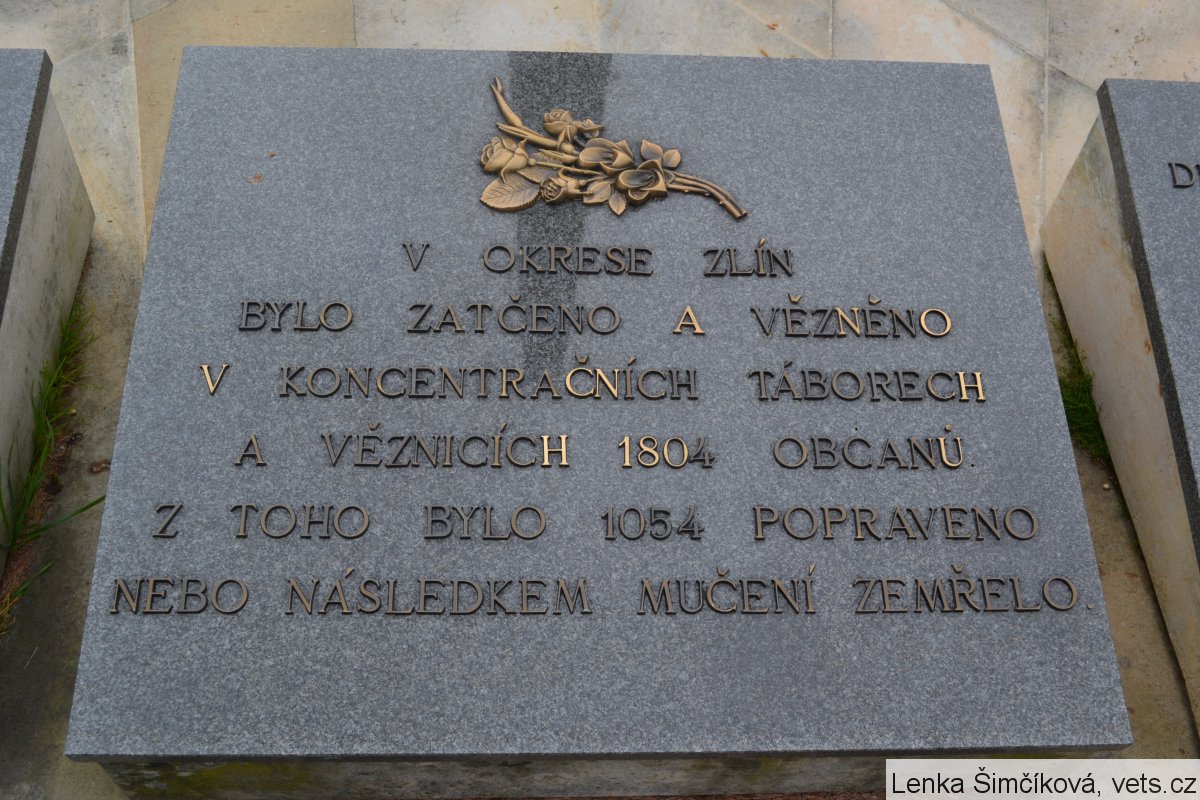 V OKRESE ZLÍN
BYLO ZATČENO A VĚZNĚNO
V KONCENTRAČNÍCH TÁBORECH
A VĚZNICÍCH 1804 OBČANŮ.
Z TOHO BYLO 1054 POPRAVENO
NEBO NÁSLEDKEM MUČENÍ ZEMŘELO.
Lenka Šimčíková, vets.cz